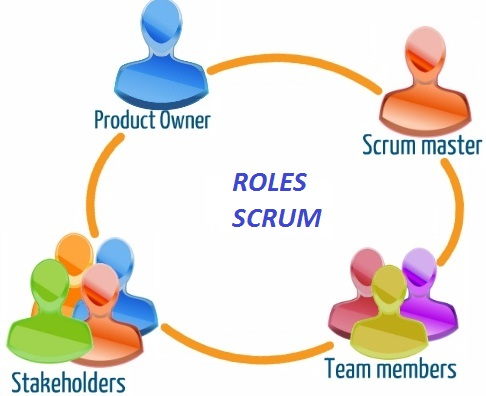 Product Owner
Scrum master
ROLES
SCRUM
Team members
Stakeholders